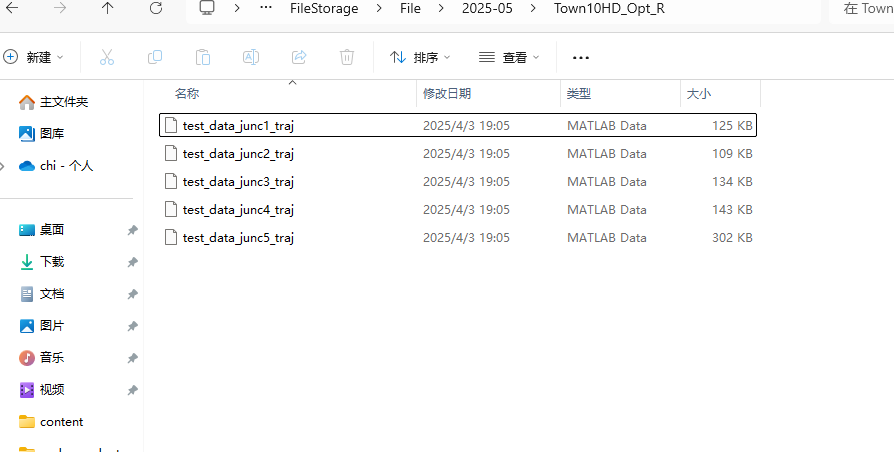 FileStorage > File > 2025-05 > Town10HD_Opt_R 在 Town
新建 排序 查看 ...
名称 修改日期 类型 大小
主文件夹
图库
chi - 个人
桌面
下载
文档
图片
音乐
视频
content
test_data_junc1_traj 2025/4/3 19:05 MATLAB Data 125 KB
test_data_junc2_traj 2025/4/3 19:05 MATLAB Data 109 KB
test_data_junc3_traj 2025/4/3 19:05 MATLAB Data 134 KB
test_data_junc4_traj 2025/4/3 19:05 MATLAB Data 143 KB
test_data_junc5_traj 2025/4/3 19:05 MATLAB Data 302 KB